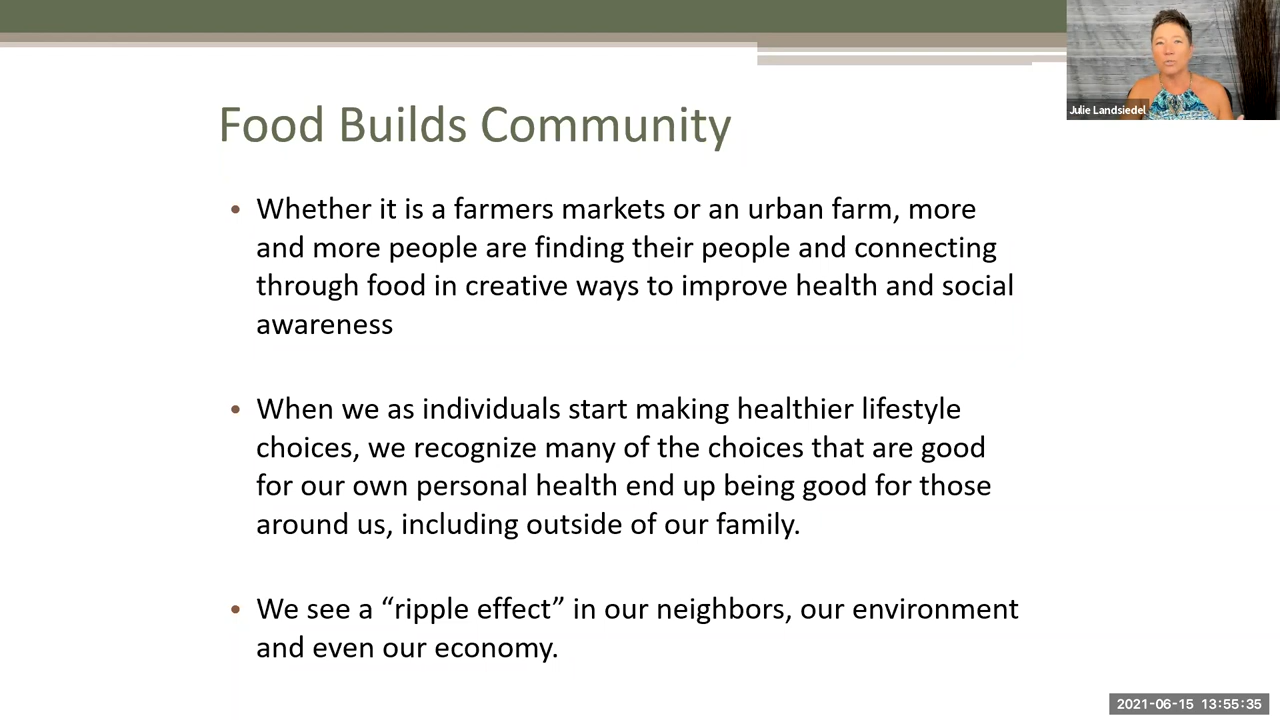 Julie Landsiedel
Food Builds Community
• Whether it is a farmers markets or an urban farm, more
and more people are finding their people and connecting
through food in creative ways to improve health and social
awareness
• When we as individuals start making healthier lifestyle
choices, we recognize many of the choices that are good
for our own personal health end up being good for those
around us, including outside of our family.
• We see a “ripple effect” in our neighbors, our environment
and even our economy.
2021-06-15 13:55:35